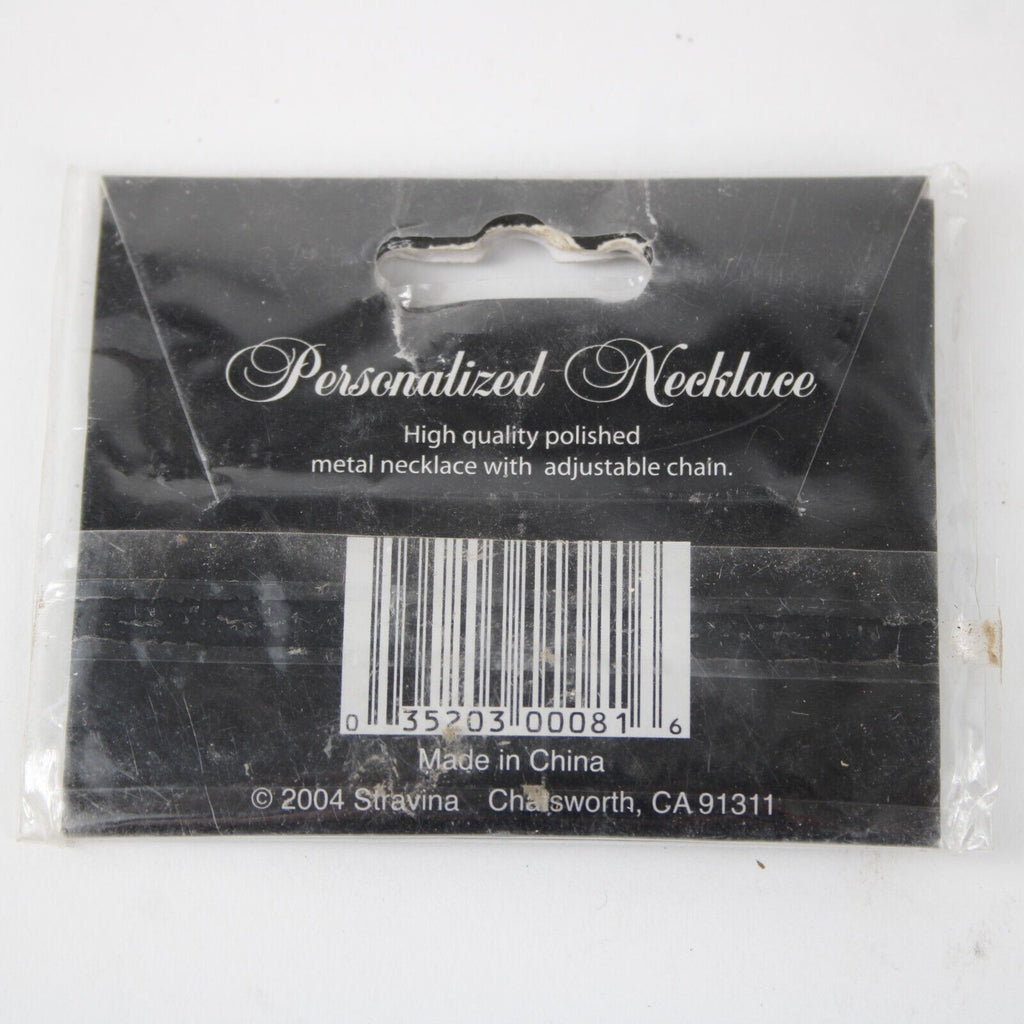 Personalized Necklace
High quality polished
metal necklace with adjustable chain.
0 35203 00081 6
Made in China
© 2004 Stravina Chatsworth, CA 91311